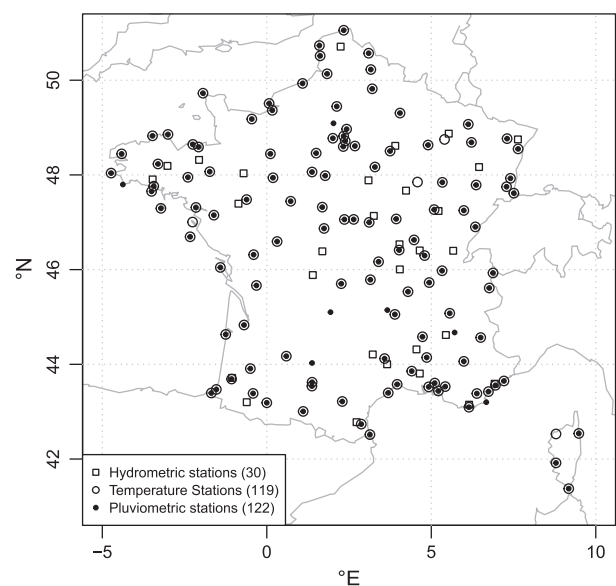 50
48
46
44
42
°N
Hydrometric stations (30)
Temperature Stations (119)
Pluviometric stations (122)
−5
0
5
10
°E